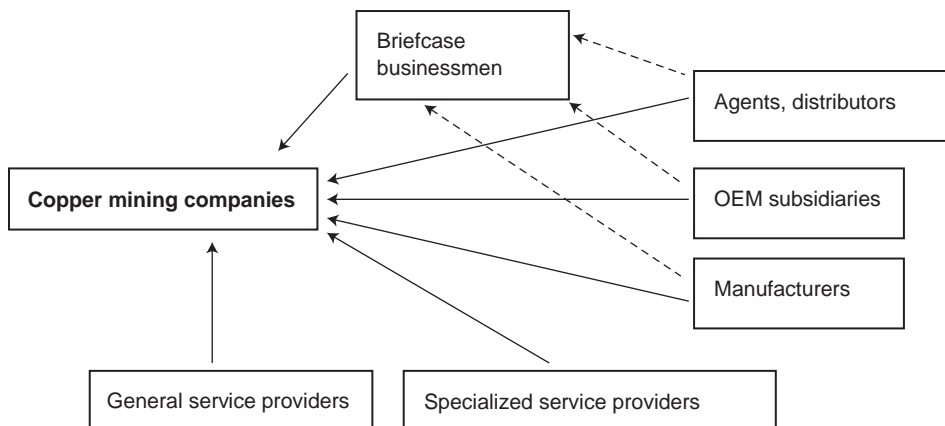 Briefcase
businessmen
Agents, distributors
Copper mining companies
OEM subsidiaries
Manufacturers
General service providers
Specialized service providers